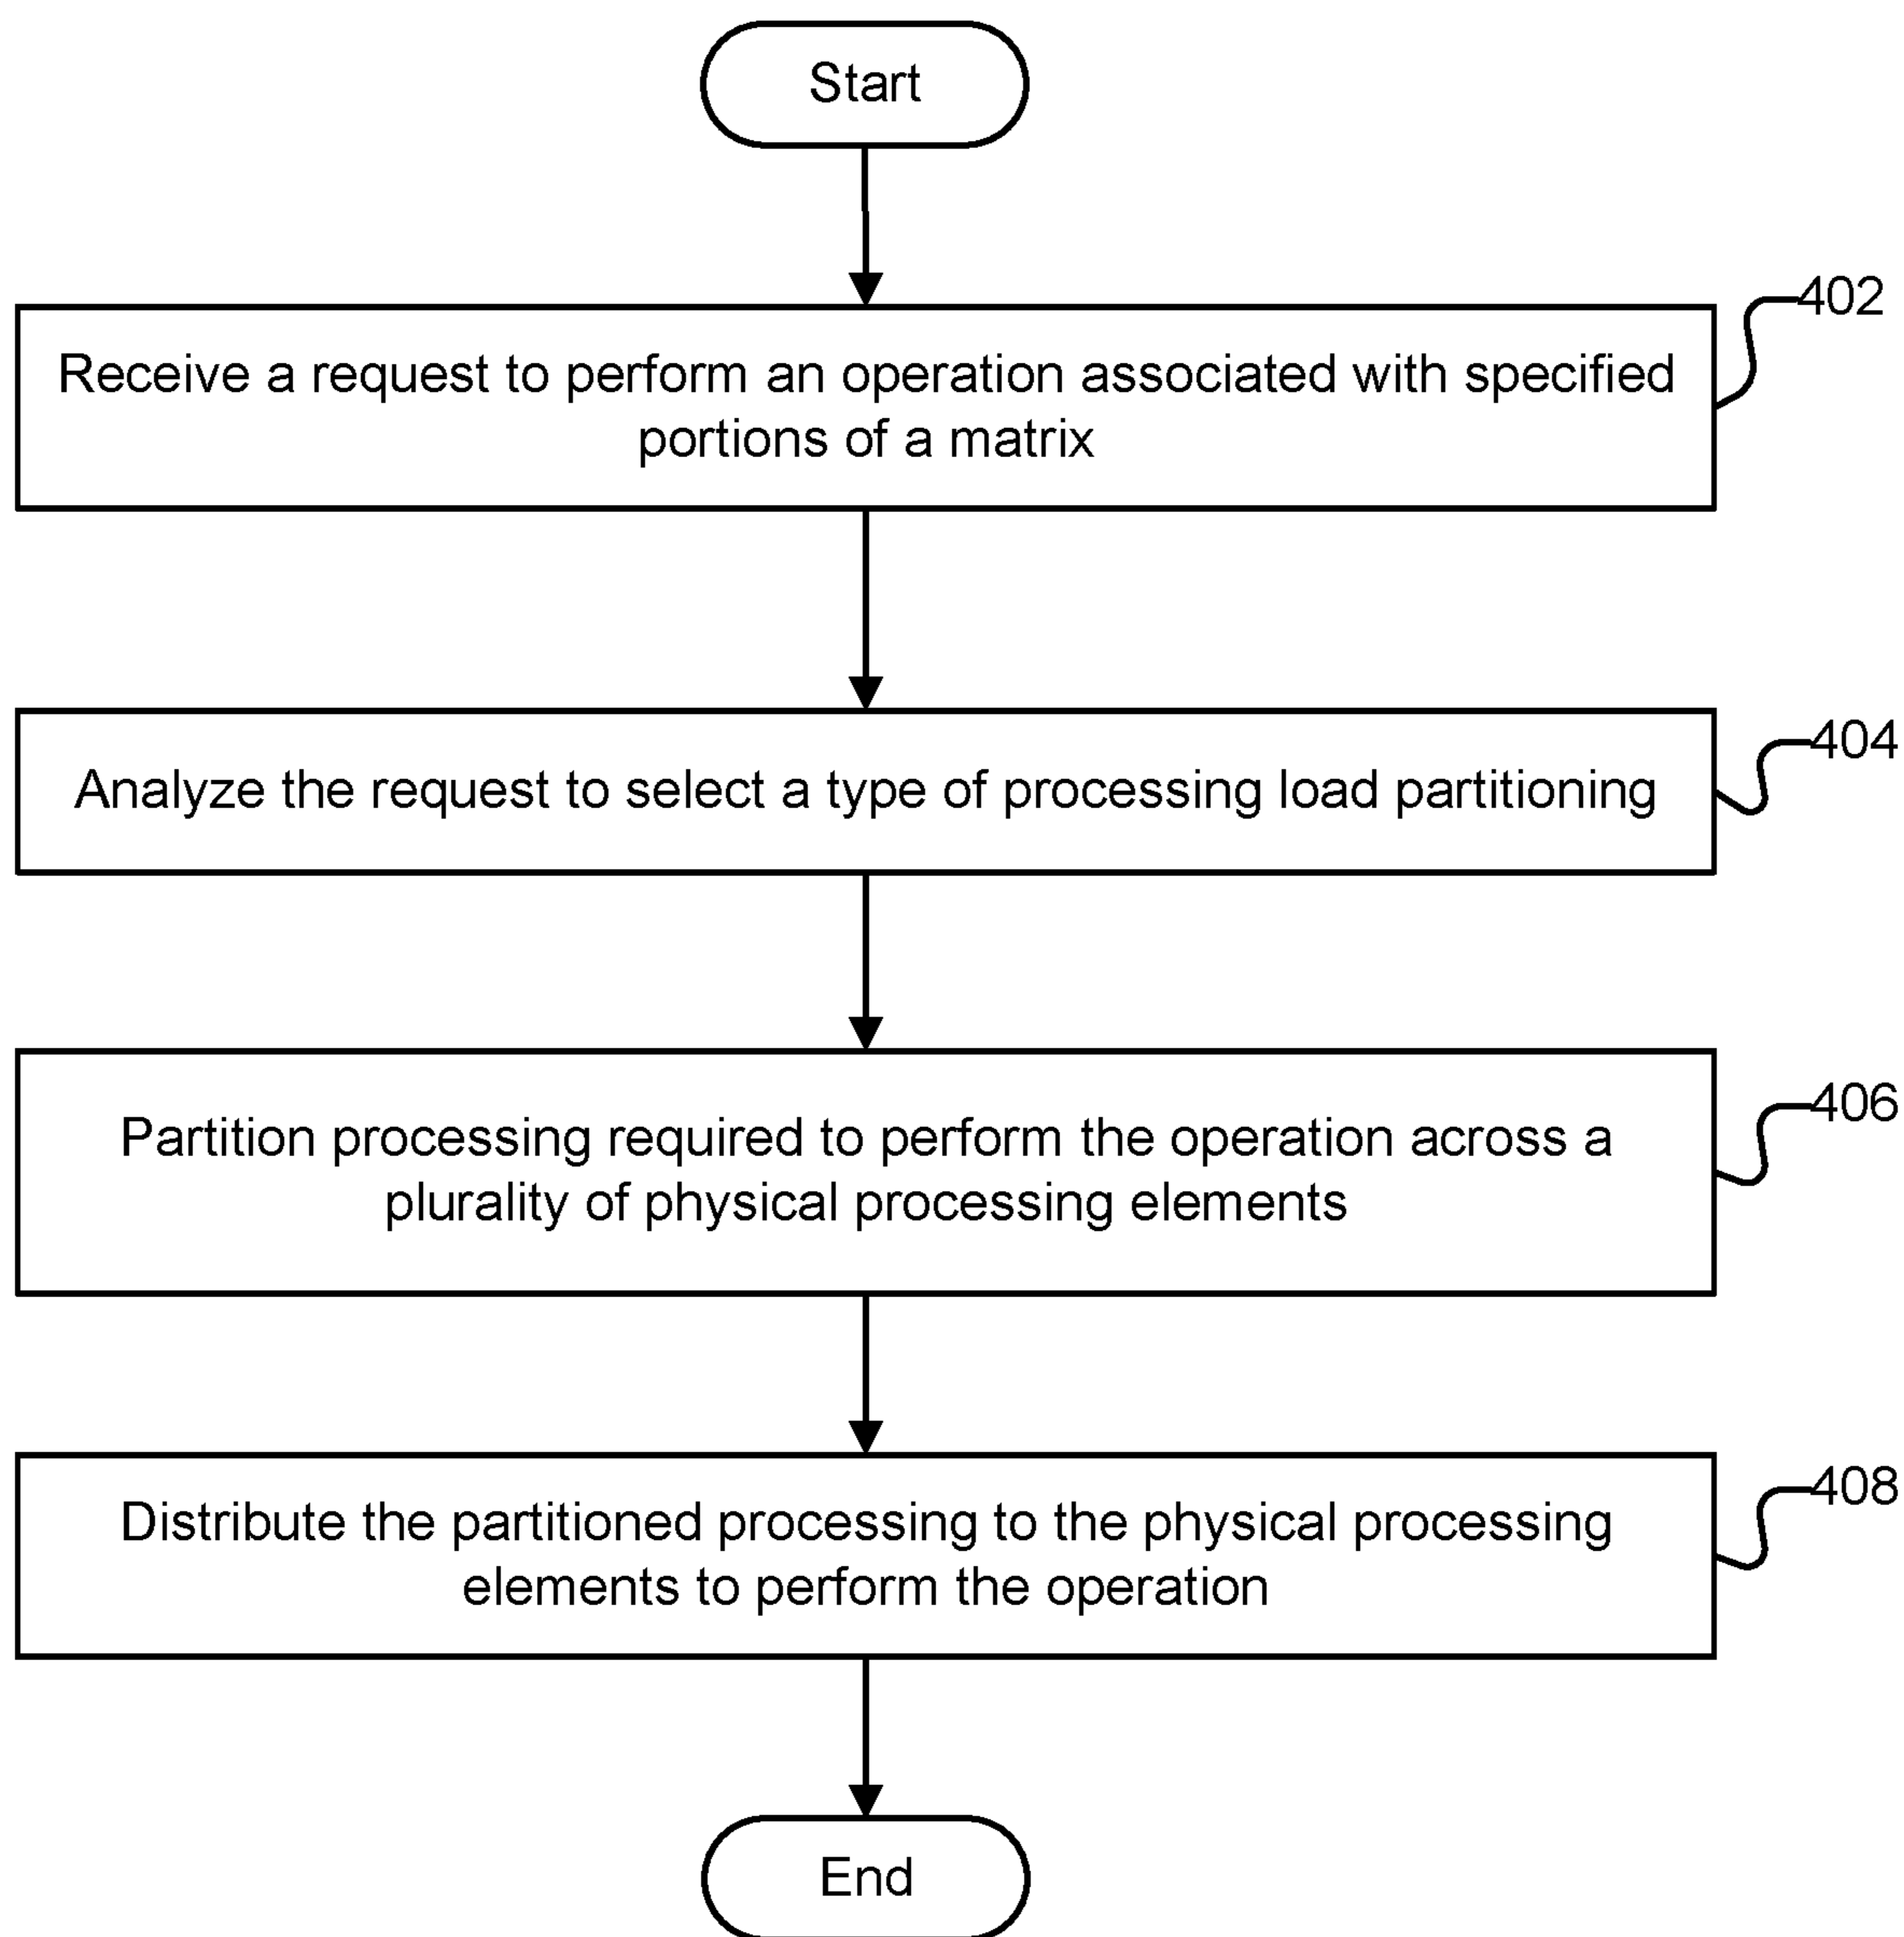 Start
402
Receive a request to perform an operation associated with specified
portions of a matrix
404
Analyze the request to select a type of processing load partitioning
406
Partition processing required to perform the operation across a
plurality of physical processing elements
408
Distribute the partitioned processing to the physical processing
elements to perform the operation
End